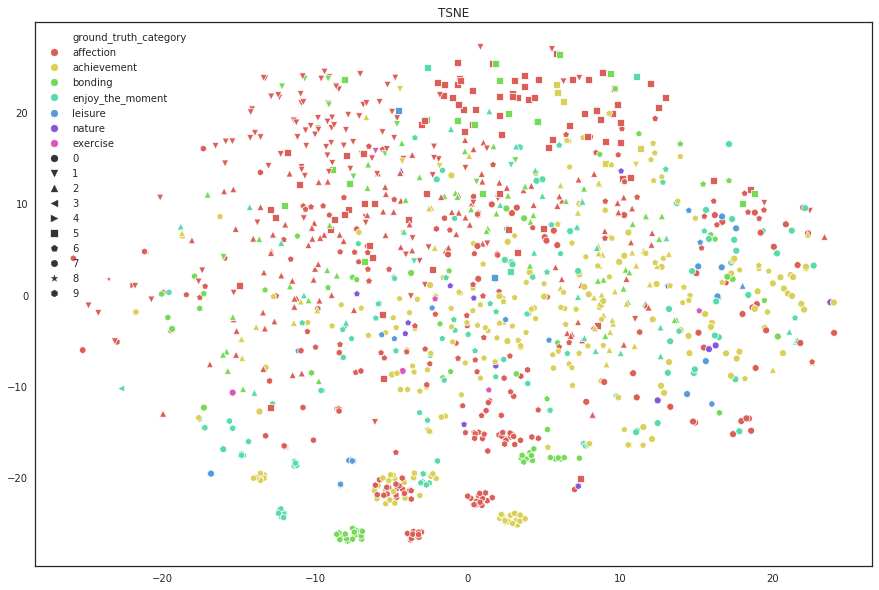 TSNE
ground_truth_category
affection
achievement
bonding
enjoy_the_moment
leisure
nature
exercise
0
1
2
3
4
5
6
7
8
9
20
10
0
−10
−20
−20
−10
0
10
20